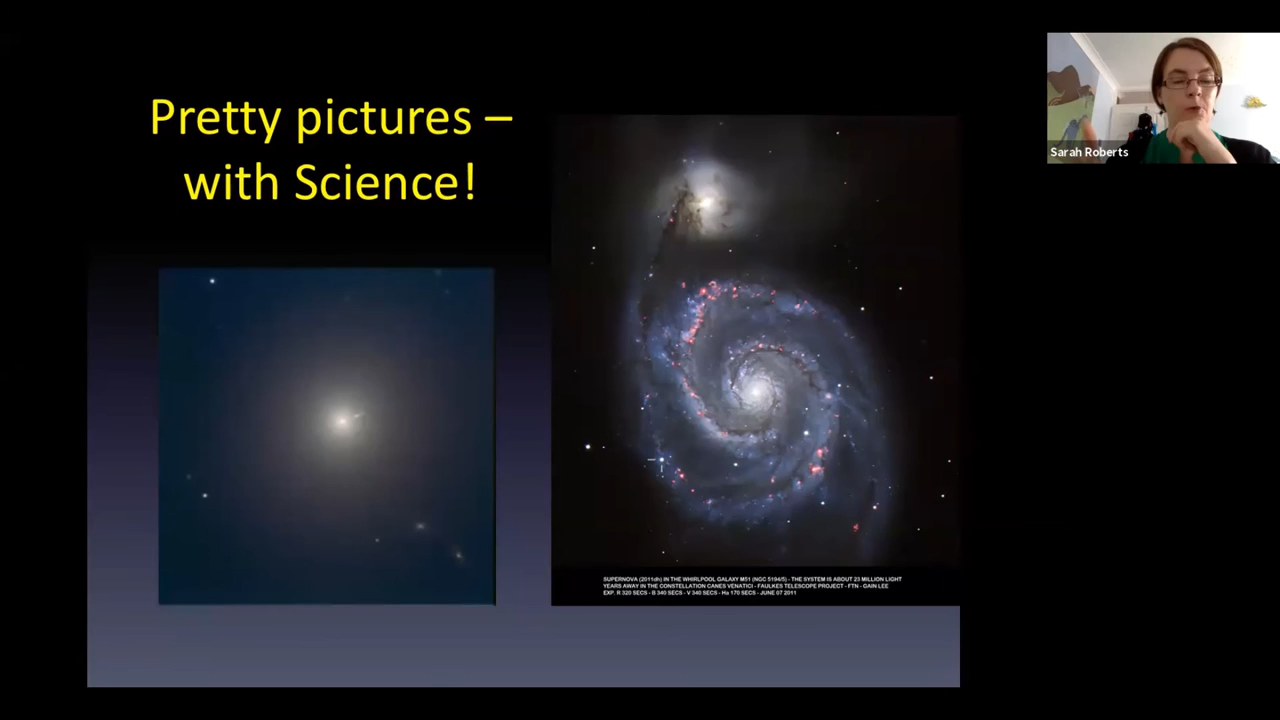 Pretty pictures –
with Science!
Sarah Roberts
SUPERNOVA (2011dh) IN THE WHIRLPOOL GALAXY M51 (NGC 5194/5) - THE SYSTEM IS ABOUT 23 MILLION LIGHT
YEARS AWAY IN THE CONSTELLATION CANES VENATICI - FAULKES TELESCOPE PROJECT - FTN - GAIN LEE
EXP. R 320 SECS - B 340 SECS - V 340 SECS - Ha 170 SECS - JUNE 07 2011